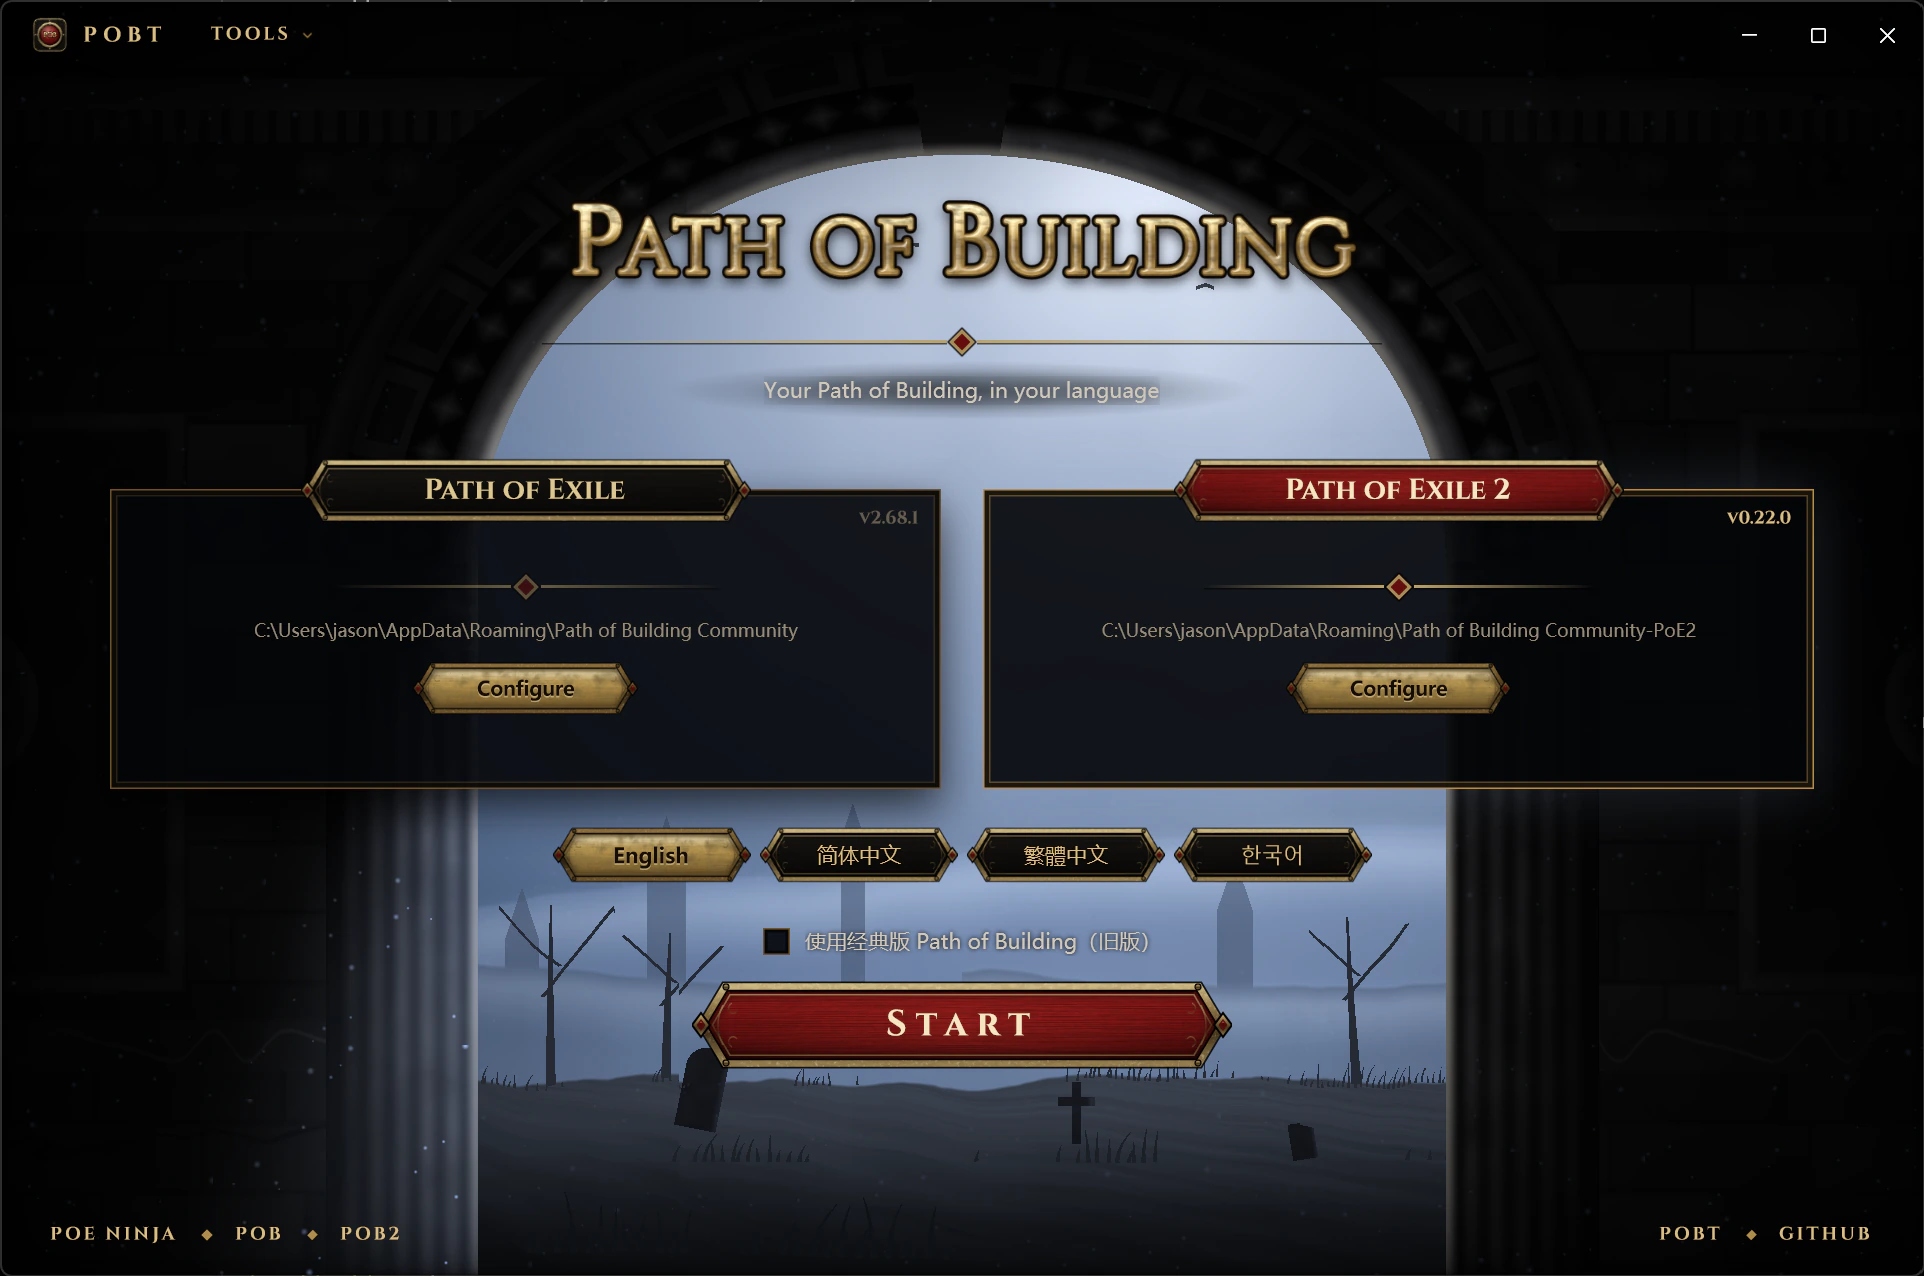 POBT TOOLS
PATH OF BUILDING
Your Path of Building, in your language
PATH OF EXILE
v2.68.1
C:\Users\jason\AppData\Roaming\Path of Building Community
Configure
PATH OF EXILE 2
v0.22.0
C:\Users\jason\AppData\Roaming\Path of Building Community-PoE2
Configure
English 简体中文 繁體中文 한국어
使用经典版 Path of Building（旧版）
START
POE NINJA ◆ POB ◆ POB2
POBT ◆ GITHUB